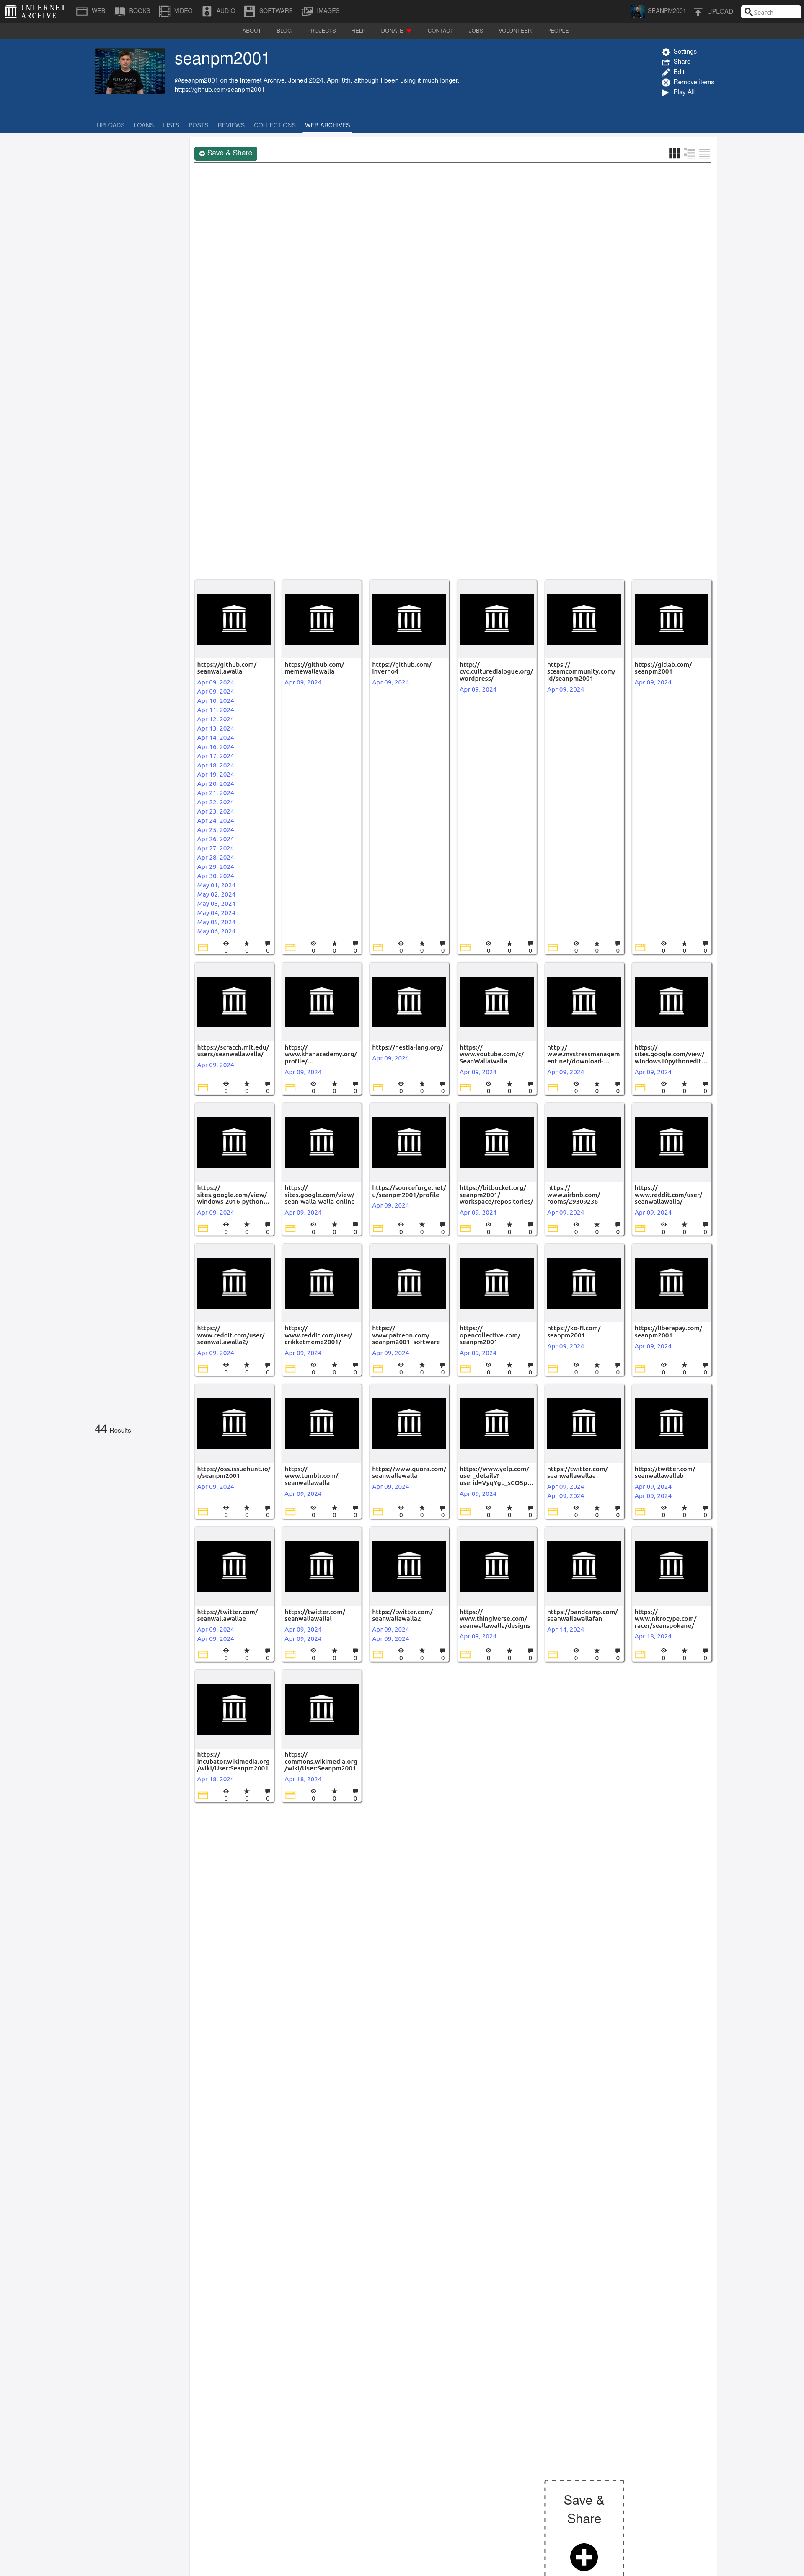 INTERNET ARCHIVE
WEB BOOKS VIDEO AUDIO SOFTWARE IMAGES
SEANPM2001 UPLOAD Search
ABOUT BLOG PROJECTS HELP DONATE CONTACT JOBS VOLUNTEER PEOPLE
seanpm2001
@seanpm2001 on the Internet Archive. Joined 2024, April 8th, although I been using it much longer.
https://github.com/seanpm2001
Settings
Share
Edit
Remove items
Play All
UPLOADS LOANS LISTS POSTS REVIEWS COLLECTIONS WEB ARCHIVES
Save & Share
44 Results
https://github.com/
seanwallawalla
Apr 09, 2024
Apr 09, 2024
Apr 10, 2024
Apr 11, 2024
Apr 12, 2024
Apr 13, 2024
Apr 14, 2024
Apr 16, 2024
Apr 17, 2024
Apr 18, 2024
Apr 19, 2024
Apr 20, 2024
Apr 21, 2024
Apr 22, 2024
Apr 23, 2024
Apr 24, 2024
Apr 25, 2024
Apr 26, 2024
Apr 27, 2024
Apr 28, 2024
Apr 29, 2024
Apr 30, 2024
May 01, 2024
May 02, 2024
May 03, 2024
May 04, 2024
May 05, 2024
May 06, 2024
0 0 0
https://github.com/
memewallawalla
Apr 09, 2024
0 0 0
https://github.com/
inverno4
Apr 09, 2024
0 0 0
http://
cvc.culturedialogue.org/
wordpress/
Apr 09, 2024
0 0 0
https://
steamcommunity.com/
id/seanpm2001
Apr 09, 2024
0 0 0
https://gitlab.com/
seanpm2001
Apr 09, 2024
0 0 0
https://scratch.mit.edu/
users/seanwallawalla/
Apr 09, 2024
0 0 0
https://
www.khanacademy.org/
profile/...
Apr 09, 2024
0 0 0
https://hestia-lang.org/
Apr 09, 2024
0 0 0
https://
www.youtube.com/c/
SeanWallaWalla
Apr 09, 2024
0 0 0
http://
www.mystressmanagem
ent.net/download-...
Apr 09, 2024
0 0 0
https://
sites.google.com/view/
windows10pythonedit...
Apr 09, 2024
0 0 0
https://
sites.google.com/view/
windows-2016-python...
Apr 09, 2024
0 0 0
https://
sites.google.com/view/
sean-walla-walla-online
Apr 09, 2024
0 0 0
https://sourceforge.net/
u/seanpm2001/profile
Apr 09, 2024
0 0 0
https://bitbucket.org/
seanpm2001/
workspace/repositories/
Apr 09, 2024
0 0 0
https://
www.airbnb.com/
rooms/29309236
Apr 09, 2024
0 0 0
https://
www.reddit.com/user/
seanwallawalla/
Apr 09, 2024
0 0 0
https://
www.reddit.com/user/
seanwallawalla2/
Apr 09, 2024
0 0 0
https://
www.reddit.com/user/
crikketmeme2001/
Apr 09, 2024
0 0 0
https://
www.patreon.com/
seanpm2001_software
Apr 09, 2024
0 0 0
https://
opencollective.com/
seanpm2001
Apr 09, 2024
0 0 0
https://ko-fi.com/
seanpm2001
Apr 09, 2024
0 0 0
https://liberapay.com/
seanpm2001
Apr 09, 2024
0 0 0
https://oss.issuehunt.io/
r/seanpm2001
Apr 09, 2024
0 0 0
https://
www.tumblr.com/
seanwallawalla
Apr 09, 2024
0 0 0
https://www.quora.com/
seanwallawalla
Apr 09, 2024
0 0 0
https://www.yelp.com/
user_details?
userid=VyqYgL_sCOSp...
Apr 09, 2024
0 0 0
https://twitter.com/
seanwallawallaa
Apr 09, 2024
Apr 09, 2024
0 0 0
https://twitter.com/
seanwallawallab
Apr 09, 2024
Apr 09, 2024
0 0 0
https://twitter.com/
seanwallawallae
Apr 09, 2024
Apr 09, 2024
0 0 0
https://twitter.com/
seanwallawallal
Apr 09, 2024
Apr 09, 2024
0 0 0
https://twitter.com/
seanwallawalla2
Apr 09, 2024
Apr 09, 2024
0 0 0
https://
www.thingiverse.com/
seanwallawalla/designs
Apr 09, 2024
0 0 0
https://bandcamp.com/
seanwallawallafan
Apr 14, 2024
0 0 0
https://
www.nitrotype.com/
racer/seanspokane/
Apr 18, 2024
0 0 0
https://
incubator.wikimedia.org
/wiki/User:Seanpm2001
Apr 18, 2024
0 0 0
https://
commons.wikimedia.org
/wiki/User:Seanpm2001
Apr 18, 2024
0 0 0
Save &
Share